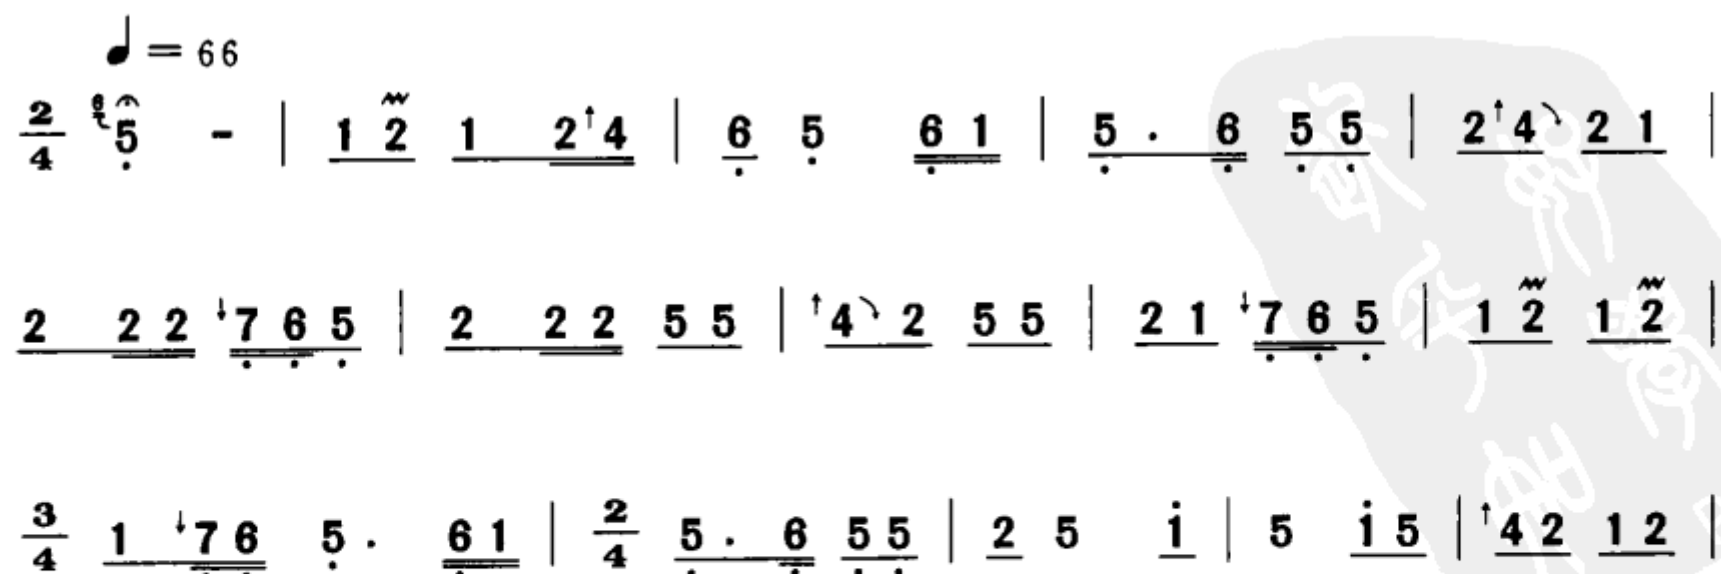 ♩ = 66
2/4 6 5 - | 1 2 1 2 ↑4 | 6 5 6 1 | 5 . 6 5 5 | 2 ↑4 2 1 |
2 2 2 ↓7 6 5 | 2 2 2 5 5 | ↑4 2 5 5 | 2 1 ↓7 6 5 | 1 2 1 2 |
3/4 1 ↓7 6 5 . 6 1 | 2/4 5 . 6 5 5 | 2 5 i | 5 i 5 | ↑4 2 1 2 |